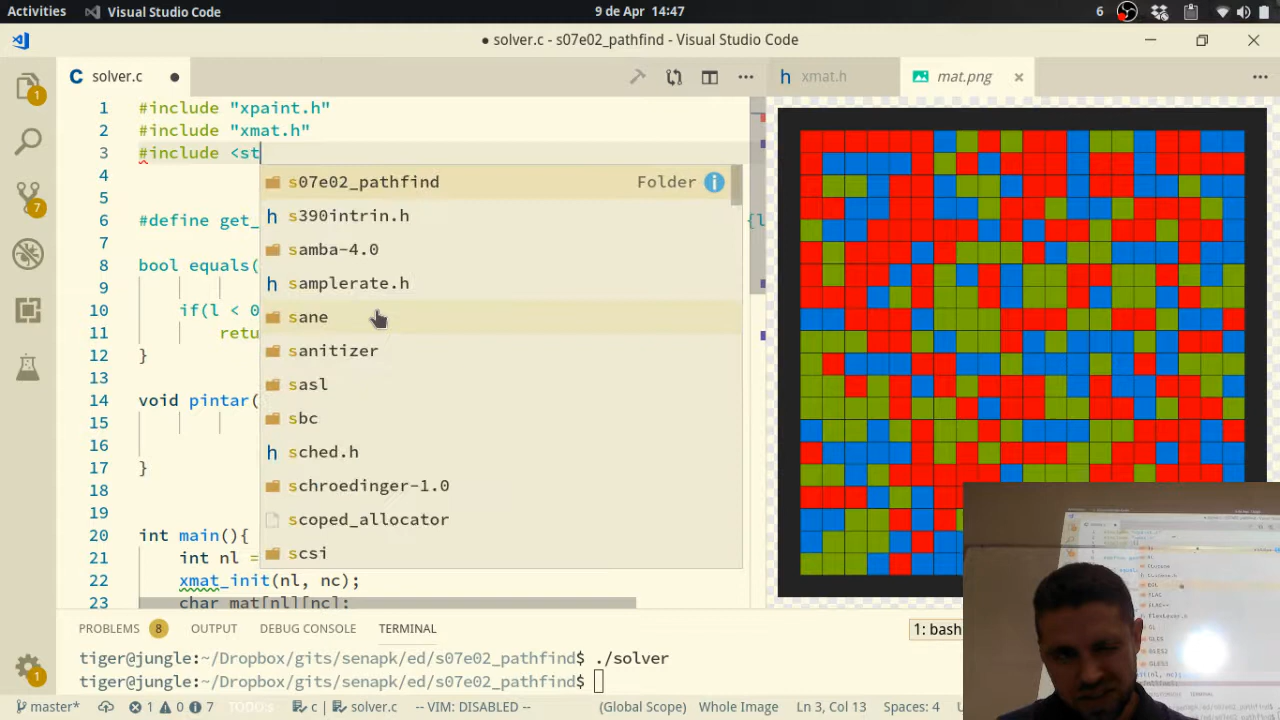 Activities Visual Studio Code 9 de Apr 14:47 6
● solver.c - s07e02_pathfind - Visual Studio Code
C solver.c ● h xmat.h mat.png ×
1 #include "xpaint.h"
2 #include "xmat.h"
3 #include <st
4
5
6 #define get_ {l
7
8 bool equals(
9
10 if(l < 0
11 retu
12 }
13
14 void pintar(
15
16
17 }
18
19
20 int main(){
21 int nl =
22 xmat_init(nl, nc);
23 char mat[nl][nc];
s07e02_pathfind Folder
h s390intrin.h
samba-4.0
h samplerate.h
sane
sanitizer
sasl
sbc
h sched.h
schroedinger-1.0
scoped_allocator
scsi
1
7
1
PROBLEMS 8 OUTPUT DEBUG CONSOLE TERMINAL 1: bash
tiger@jungle:~/Dropbox/gits/senapk/ed/s07e02_pathfind$ ./solver
tiger@jungle:~/Dropbox/gits/senapk/ed/s07e02_pathfind$
master* 1 0 7 TODO:s c | solver.c -- VIM: DISABLED -- (Global Scope) Whole Image Ln 3, Col 13 Spaces: 4